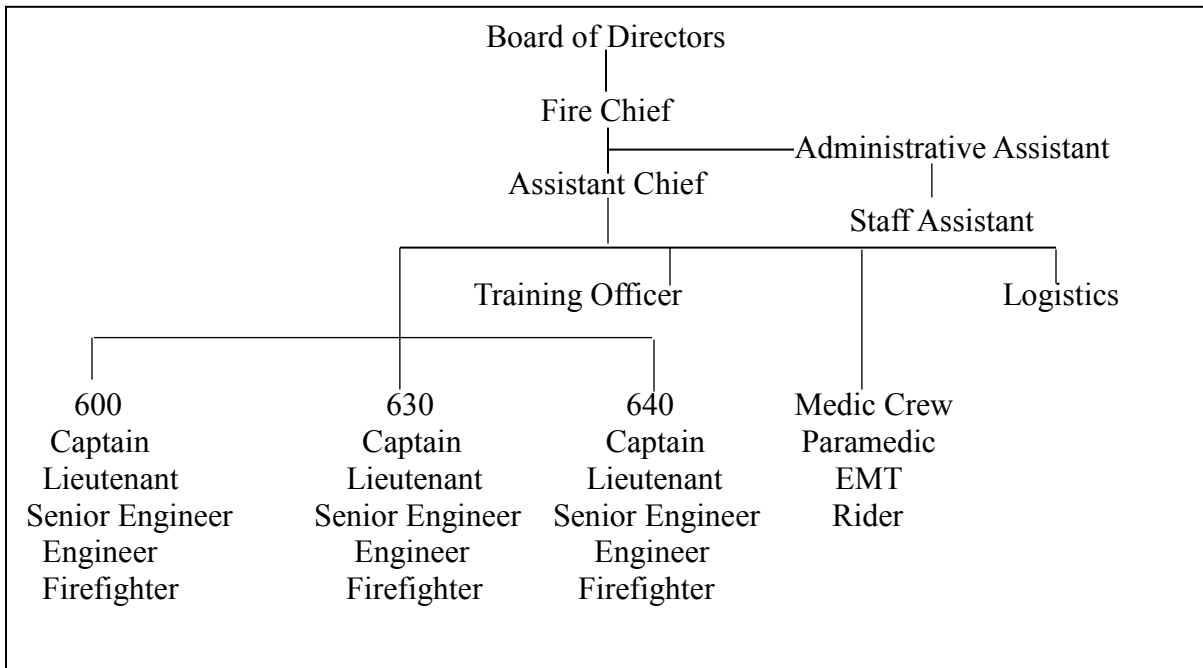 Board of Directors
Fire Chief
Administrative Assistant
Assistant Chief
Staff Assistant
Training Officer
Logistics
600
Captain
Lieutenant
Senior Engineer
Engineer
Firefighter
630
Captain
Lieutenant
Senior Engineer
Engineer
Firefighter
640
Captain
Lieutenant
Senior Engineer
Engineer
Firefighter
Medic Crew
Paramedic
EMT
Rider